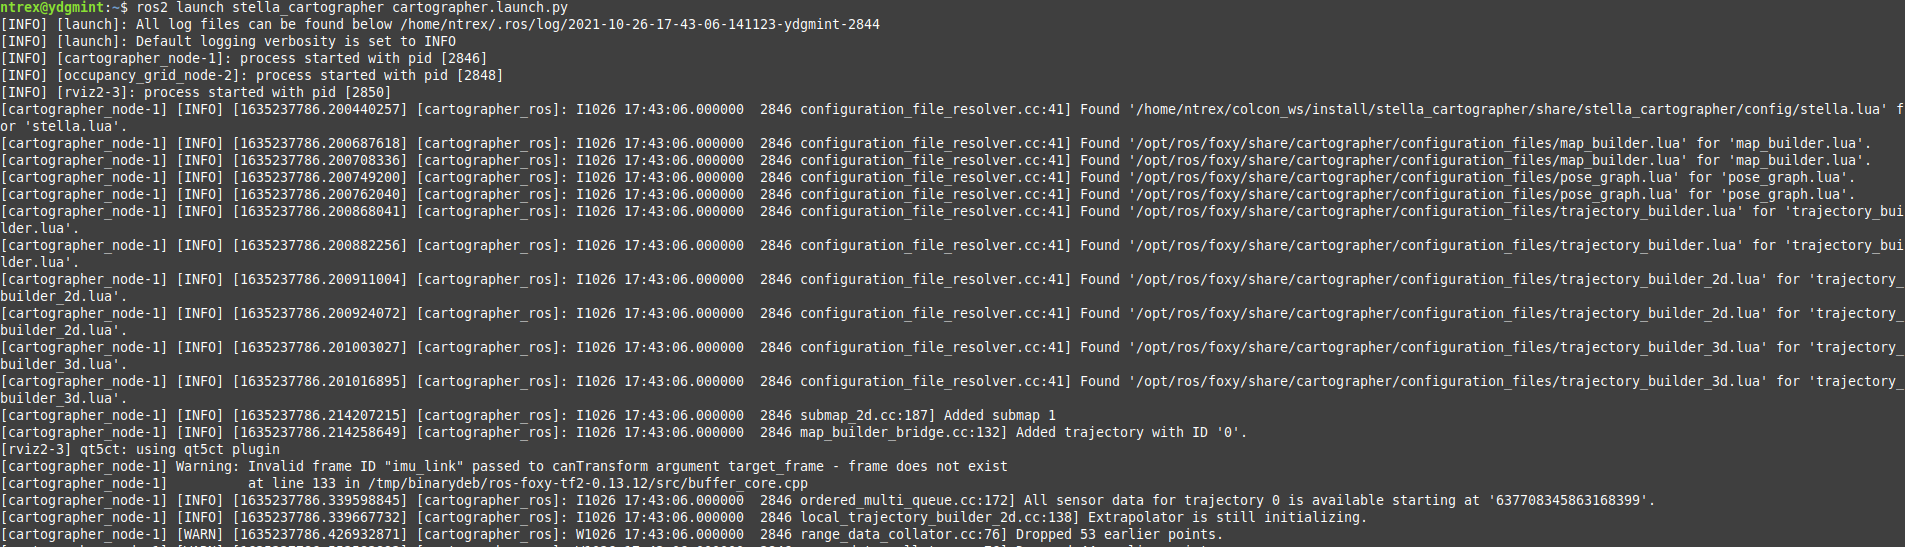 ntrex@ydgmint:~$ ros2 launch stella_cartographer cartographer.launch.py
[INFO] [launch]: All log files can be found below /home/ntrex/.ros/log/2021-10-26-17-43-06-141123-ydgmint-2844
[INFO] [launch]: Default logging verbosity is set to INFO
[INFO] [cartographer_node-1]: process started with pid [2846]
[INFO] [occupancy_grid_node-2]: process started with pid [2848]
[INFO] [rviz2-3]: process started with pid [2850]
[cartographer_node-1] [INFO] [1635237786.200440257] [cartographer_ros]: I1026 17:43:06.000000  2846 configuration_file_resolver.cc:41] Found '/home/ntrex/colcon_ws/install/stella_cartographer/share/stella_cartographer/config/stella.lua' f
or 'stella.lua'.
[cartographer_node-1] [INFO] [1635237786.200687618] [cartographer_ros]: I1026 17:43:06.000000  2846 configuration_file_resolver.cc:41] Found '/opt/ros/foxy/share/cartographer/configuration_files/map_builder.lua' for 'map_builder.lua'.
[cartographer_node-1] [INFO] [1635237786.200708336] [cartographer_ros]: I1026 17:43:06.000000  2846 configuration_file_resolver.cc:41] Found '/opt/ros/foxy/share/cartographer/configuration_files/map_builder.lua' for 'map_builder.lua'.
[cartographer_node-1] [INFO] [1635237786.200749200] [cartographer_ros]: I1026 17:43:06.000000  2846 configuration_file_resolver.cc:41] Found '/opt/ros/foxy/share/cartographer/configuration_files/pose_graph.lua' for 'pose_graph.lua'.
[cartographer_node-1] [INFO] [1635237786.200762040] [cartographer_ros]: I1026 17:43:06.000000  2846 configuration_file_resolver.cc:41] Found '/opt/ros/foxy/share/cartographer/configuration_files/pose_graph.lua' for 'pose_graph.lua'.
[cartographer_node-1] [INFO] [1635237786.200868041] [cartographer_ros]: I1026 17:43:06.000000  2846 configuration_file_resolver.cc:41] Found '/opt/ros/foxy/share/cartographer/configuration_files/trajectory_builder.lua' for 'trajectory_bui
lder.lua'.
[cartographer_node-1] [INFO] [1635237786.200882256] [cartographer_ros]: I1026 17:43:06.000000  2846 configuration_file_resolver.cc:41] Found '/opt/ros/foxy/share/cartographer/configuration_files/trajectory_builder.lua' for 'trajectory_bui
lder.lua'.
[cartographer_node-1] [INFO] [1635237786.200911004] [cartographer_ros]: I1026 17:43:06.000000  2846 configuration_file_resolver.cc:41] Found '/opt/ros/foxy/share/cartographer/configuration_files/trajectory_builder_2d.lua' for 'trajectory_
builder_2d.lua'.
[cartographer_node-1] [INFO] [1635237786.200924072] [cartographer_ros]: I1026 17:43:06.000000  2846 configuration_file_resolver.cc:41] Found '/opt/ros/foxy/share/cartographer/configuration_files/trajectory_builder_2d.lua' for 'trajectory_
builder_2d.lua'.
[cartographer_node-1] [INFO] [1635237786.201003027] [cartographer_ros]: I1026 17:43:06.000000  2846 configuration_file_resolver.cc:41] Found '/opt/ros/foxy/share/cartographer/configuration_files/trajectory_builder_3d.lua' for 'trajectory_
builder_3d.lua'.
[cartographer_node-1] [INFO] [1635237786.201016895] [cartographer_ros]: I1026 17:43:06.000000  2846 configuration_file_resolver.cc:41] Found '/opt/ros/foxy/share/cartographer/configuration_files/trajectory_builder_3d.lua' for 'trajectory_
builder_3d.lua'.
[cartographer_node-1] [INFO] [1635237786.214207215] [cartographer_ros]: I1026 17:43:06.000000  2846 submap_2d.cc:187] Added submap 1
[cartographer_node-1] [INFO] [1635237786.214258649] [cartographer_ros]: I1026 17:43:06.000000  2846 map_builder_bridge.cc:132] Added trajectory with ID '0'.
[rviz2-3] qt5ct: using qt5ct plugin
[cartographer_node-1] Warning: Invalid frame ID "imu_link" passed to canTransform argument target_frame - frame does not exist
[cartographer_node-1]          at line 133 in /tmp/binarydeb/ros-foxy-tf2-0.13.12/src/buffer_core.cpp
[cartographer_node-1] [INFO] [1635237786.339598845] [cartographer_ros]: I1026 17:43:06.000000  2846 ordered_multi_queue.cc:172] All sensor data for trajectory 0 is available starting at '637708345863168399'.
[cartographer_node-1] [INFO] [1635237786.339667732] [cartographer_ros]: I1026 17:43:06.000000  2846 local_trajectory_builder_2d.cc:138] Extrapolator is still initializing.
[cartographer_node-1] [WARN] [1635237786.426932871] [cartographer_ros]: W1026 17:43:06.000000  2846 range_data_collator.cc:76] Dropped 53 earlier points.